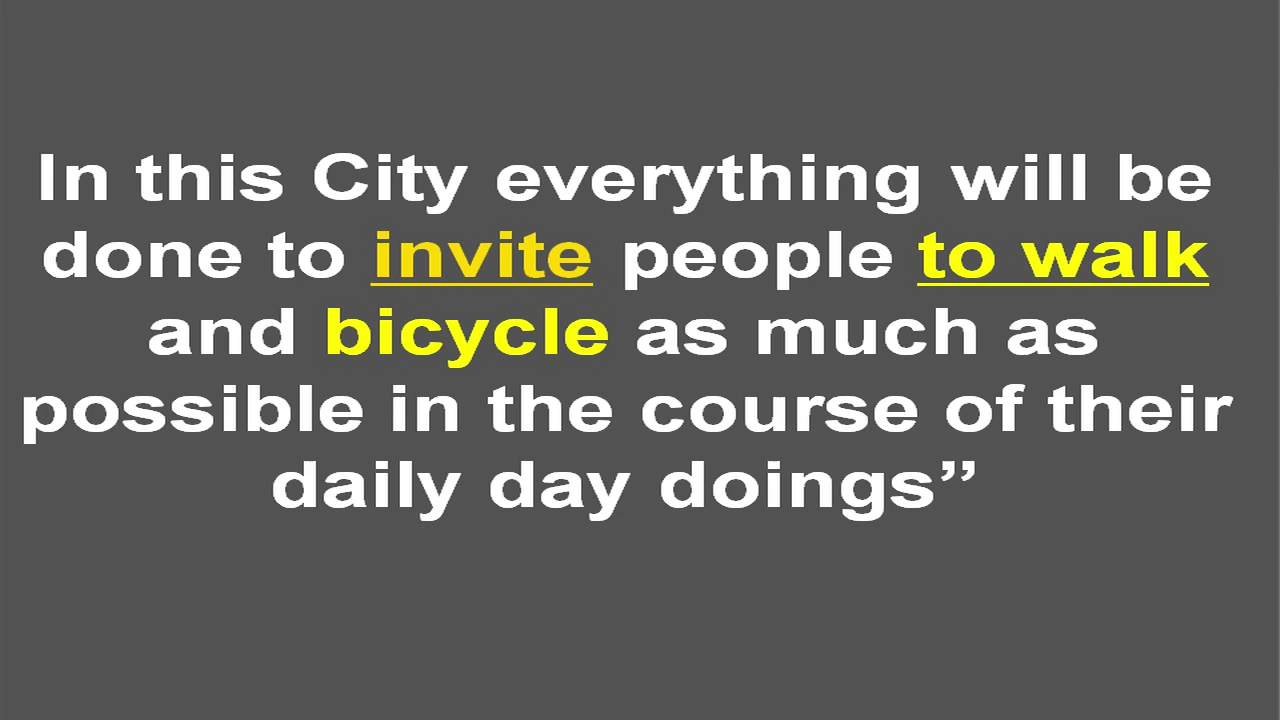 In this City everything will be
done to invite people to walk
and bicycle as much as
possible in the course of their
daily day doings”